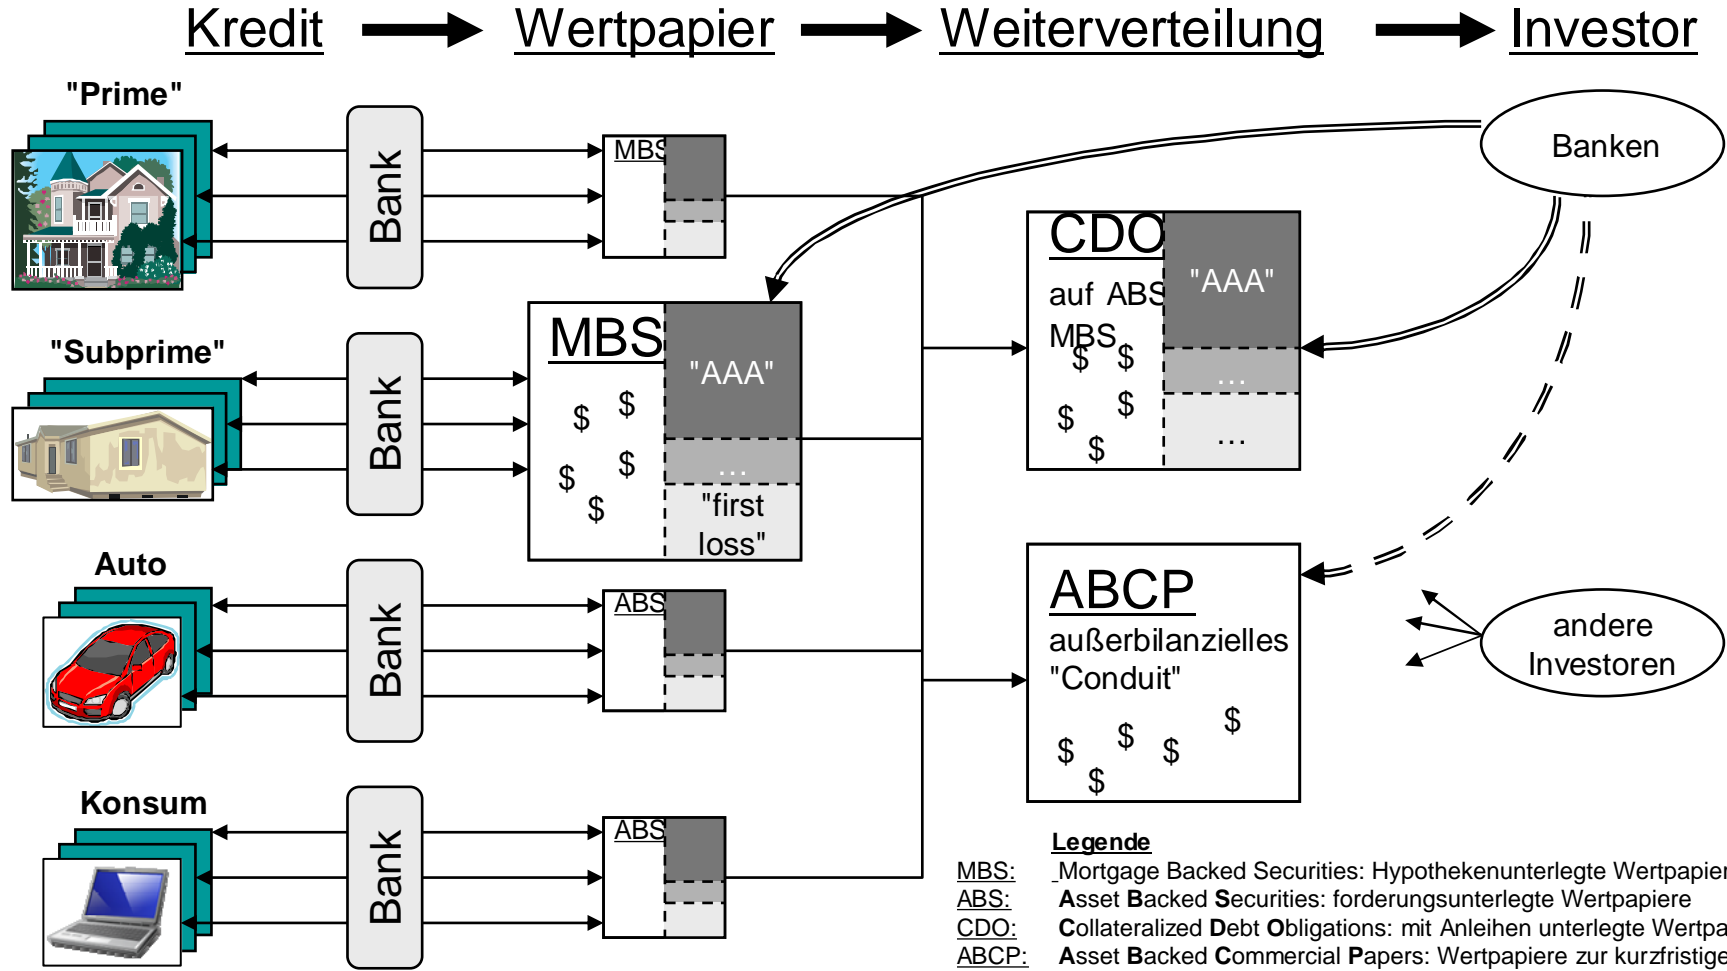 Kredit Wertpapier Weiterverteilung Investor
"Prime"
Bank
MBS
Banken
CDO
auf ABS
MBS
"AAA"
$ $
$ $
$
…
…
"Subprime"
Bank
MBS
$ $
$ $
$
"AAA"
…
"first
loss"
Auto
Bank
ABS
ABCP
außerbilanzielles
"Conduit"
$ $ $ $
$
andere
Investoren
Konsum
Bank
ABS
Legende
MBS: Mortgage Backed Securities: Hypothekenunterlegte Wertpapier
ABS: Asset Backed Securities: forderungsunterlegte Wertpapiere
CDO: Collateralized Debt Obligations: mit Anleihen unterlegte Wertpa
ABCP: Asset Backed Commercial Papers: Wertpapiere zur kurzfristige